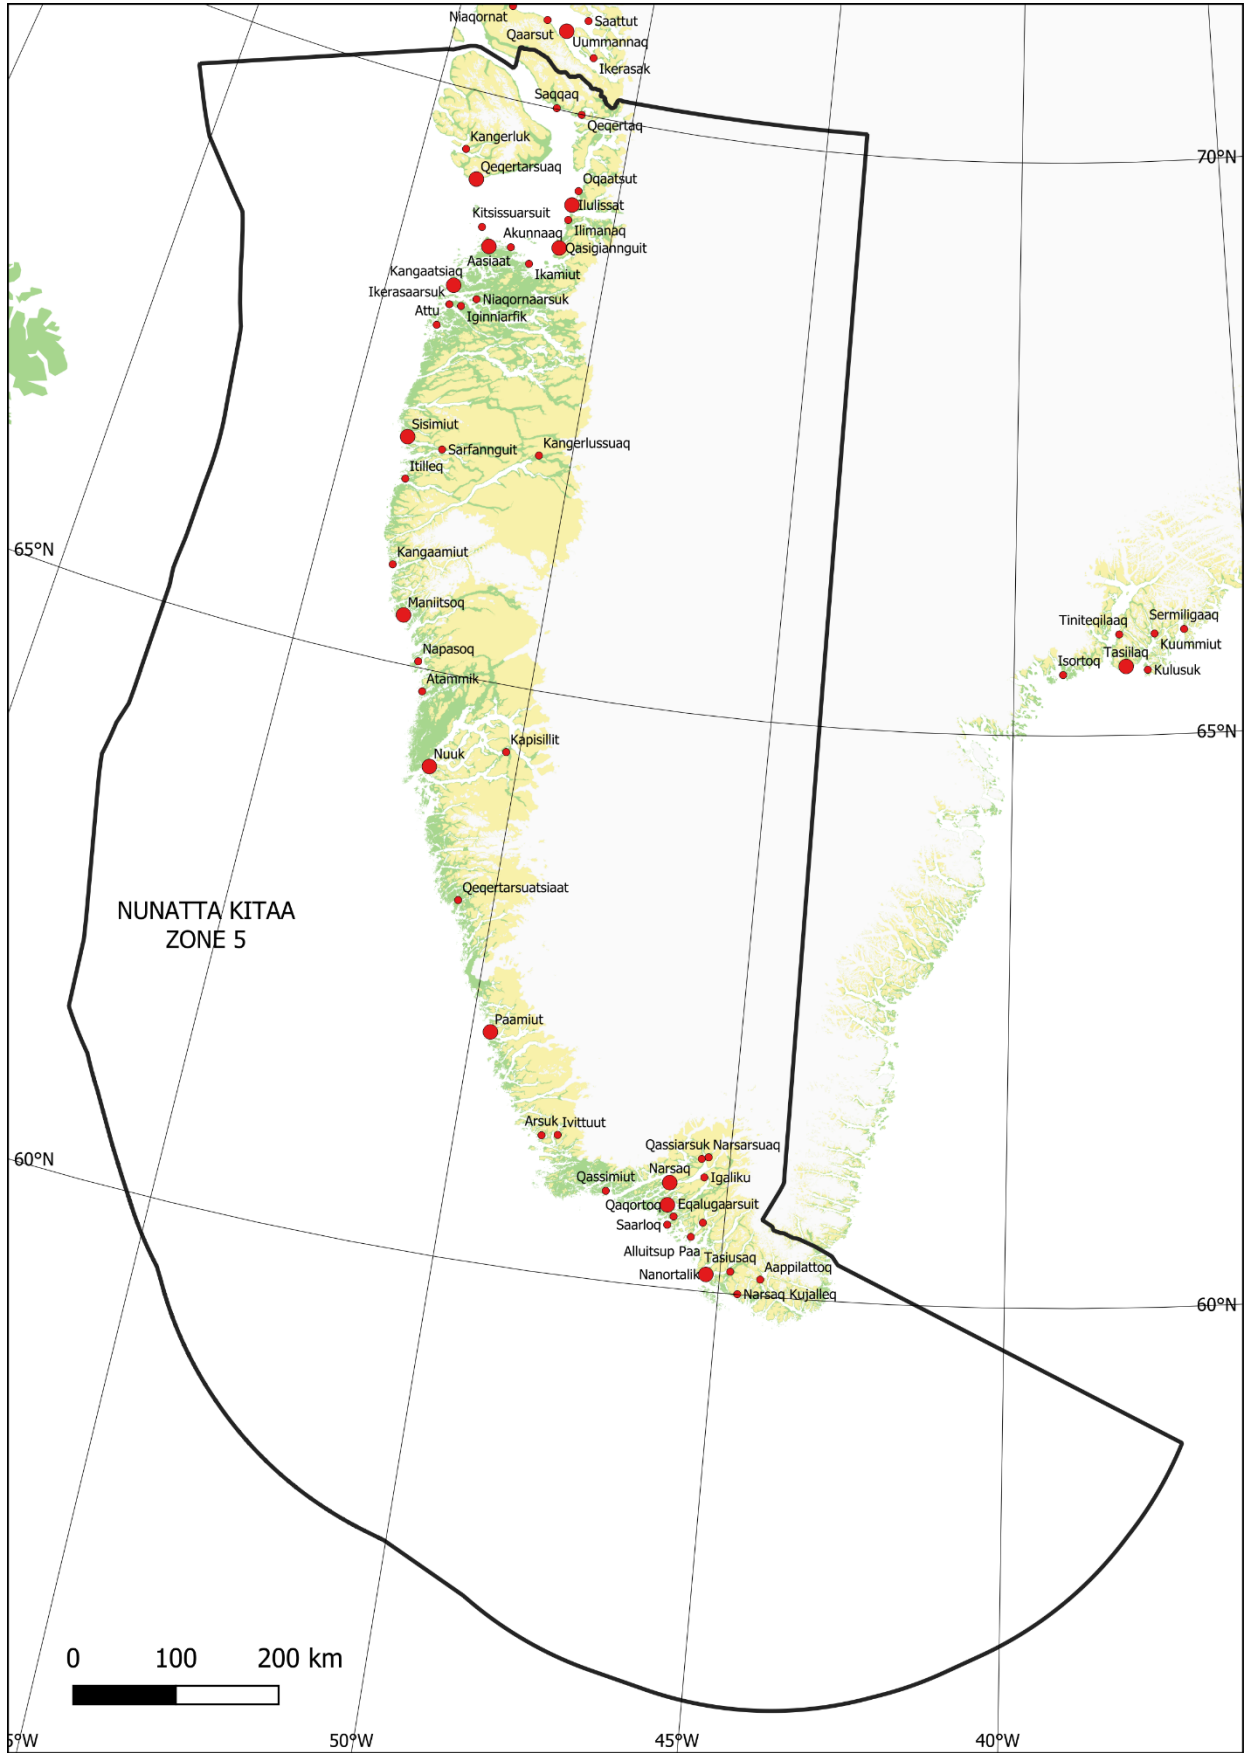 Niaqornat
Saattut
Qaarsut
Uummannaq
Ikerasak
Saqqaq
Qeqertaq
Kangerluk
70°N
Qeqertarsuaq
Oqaatsut
Ilulissat
Kitsissuarsuit
Ilimanaq
Akunnaaq
Qasigiannguit
Aasiaat
Kangaatsiaq
Ikamiut
Ikerasaarsuk
Niaqornaarsuk
Attu
Iginniarfik
Sisimiut
Kangerlussuaq
Sarfannguit
Itilleq
65°N
Kangaamiut
Maniitsoq
Sermiligaaq
Tiniteqilaaq
Kuummiut
Napasoq
Tasiilaq
Isortoq
Kulusuk
Atammik
65°N
Kapisillit
Nuuk
Qeqertarsuatsiaat
NUNATTA KITAA
ZONE 5
Paamiut
Arsuk Ivittuut
Qassiarsuk Narsarsuaq
60°N
Narsaq
Qassimiut
Igaliku
Qaqortoq
Eqalugaarsuit
Saarloq
Alluitsup Paa
Tasiusaq
Aappilattoq
Nanortalik
Narsaq Kujalleq
60°N
0 100 200 km
5°W 50°W 45°W 40°W